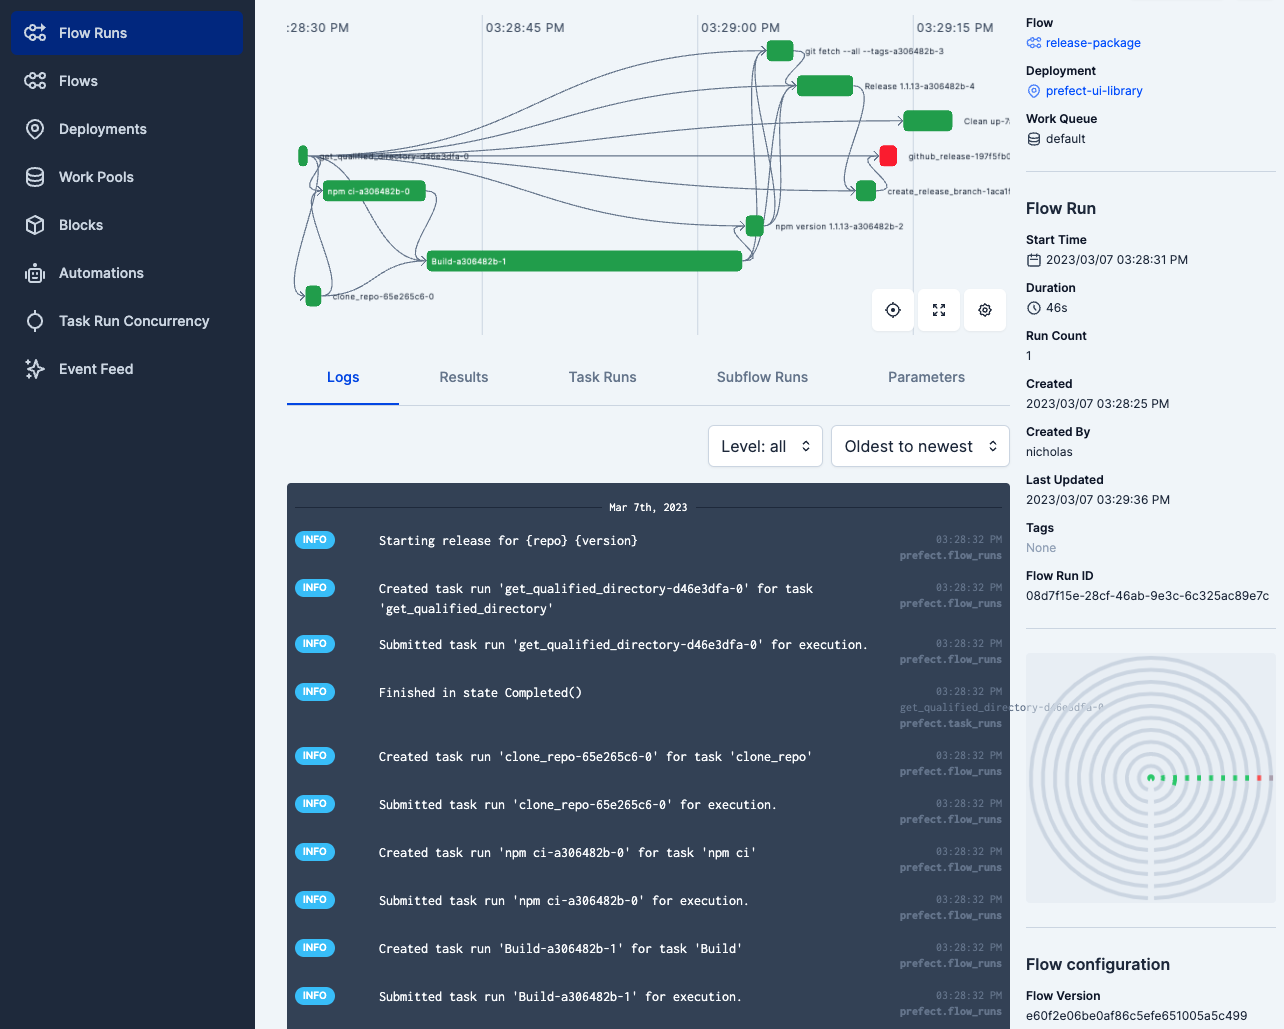 Flow Runs
Flows
Deployments
Work Pools
Blocks
Automations
Task Run Concurrency
Event Feed
:28:30 PM
03:28:45 PM
03:29:00 PM
03:29:15 PM
git fetch --all --tags-a306482b-3
Release 1.1.13-a306482b-4
Clean up-7
get_qualified_directory-d46e3dfa-0
github_release-197f5fb0
npm ci-a306482b-0
create_release_branch-1aca1f
npm version 1.1.13-a306482b-2
Build-a306482b-1
clone_repo-65e265c6-0
Logs
Results
Task Runs
Subflow Runs
Parameters
Level: all
Oldest to newest
Mar 7th, 2023
INFO
Starting release for {repo} {version}
03:28:32 PM
prefect.flow_runs
INFO
Created task run 'get_qualified_directory-d46e3dfa-0' for task
'get_qualified_directory'
03:28:32 PM
prefect.flow_runs
INFO
Submitted task run 'get_qualified_directory-d46e3dfa-0' for execution.
03:28:32 PM
prefect.flow_runs
INFO
Finished in state Completed()
03:28:32 PM
get_qualified_directory-d46e3dfa-0
prefect.task_runs
INFO
Created task run 'clone_repo-65e265c6-0' for task 'clone_repo'
03:28:32 PM
prefect.flow_runs
INFO
Submitted task run 'clone_repo-65e265c6-0' for execution.
03:28:32 PM
prefect.flow_runs
INFO
Created task run 'npm ci-a306482b-0' for task 'npm ci'
03:28:32 PM
prefect.flow_runs
INFO
Submitted task run 'npm ci-a306482b-0' for execution.
03:28:32 PM
prefect.flow_runs
INFO
Created task run 'Build-a306482b-1' for task 'Build'
03:28:32 PM
prefect.flow_runs
INFO
Submitted task run 'Build-a306482b-1' for execution.
03:28:32 PM
prefect.flow_runs
Flow
release-package
Deployment
prefect-ui-library
Work Queue
default
Flow Run
Start Time
2023/03/07 03:28:31 PM
Duration
46s
Run Count
1
Created
2023/03/07 03:28:25 PM
Created By
nicholas
Last Updated
2023/03/07 03:29:36 PM
Tags
None
Flow Run ID
08d7f15e-28cf-46ab-9e3c-6c325ac89e7c
Flow configuration
Flow Version
e60f2e06be0af86c5efe651005a5c499